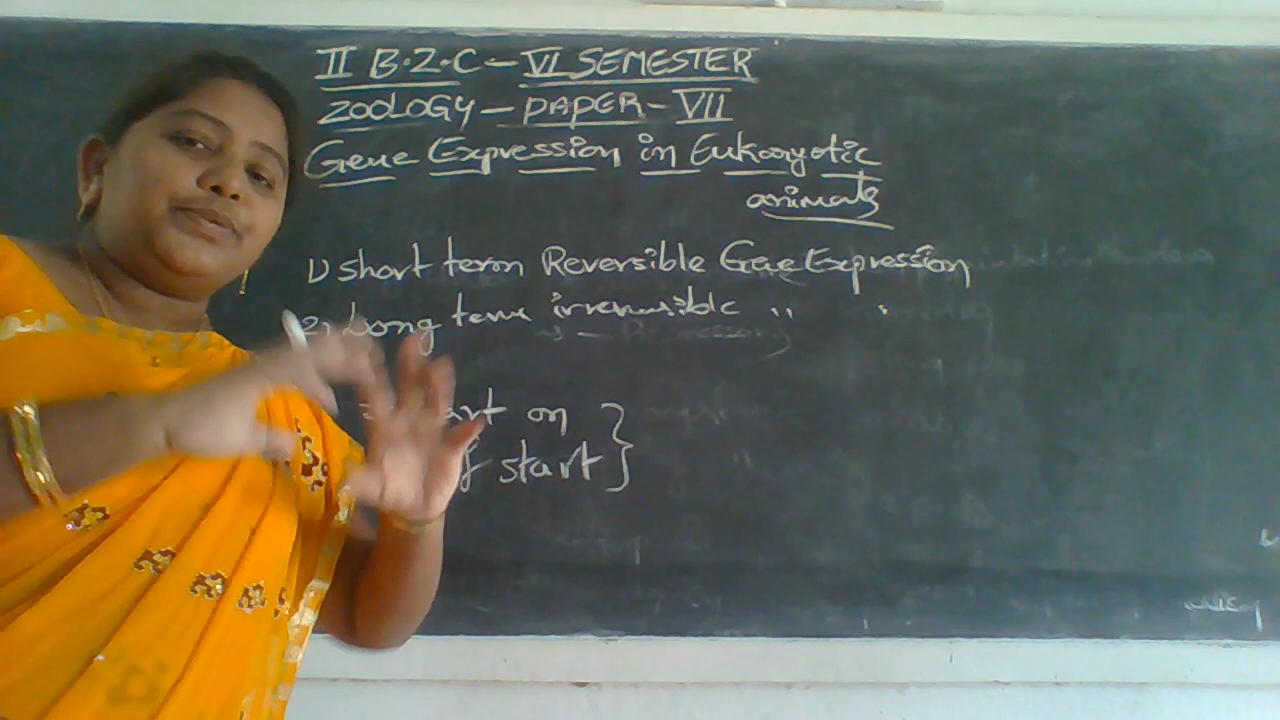 II B.Z.C - VI SEMESTER
ZOOLOGY - PAPER - VII
Gene Expression in Eukaryotic
animals
1) short term Reversible Gene Expression
2) Long term irreversible " "
on
start